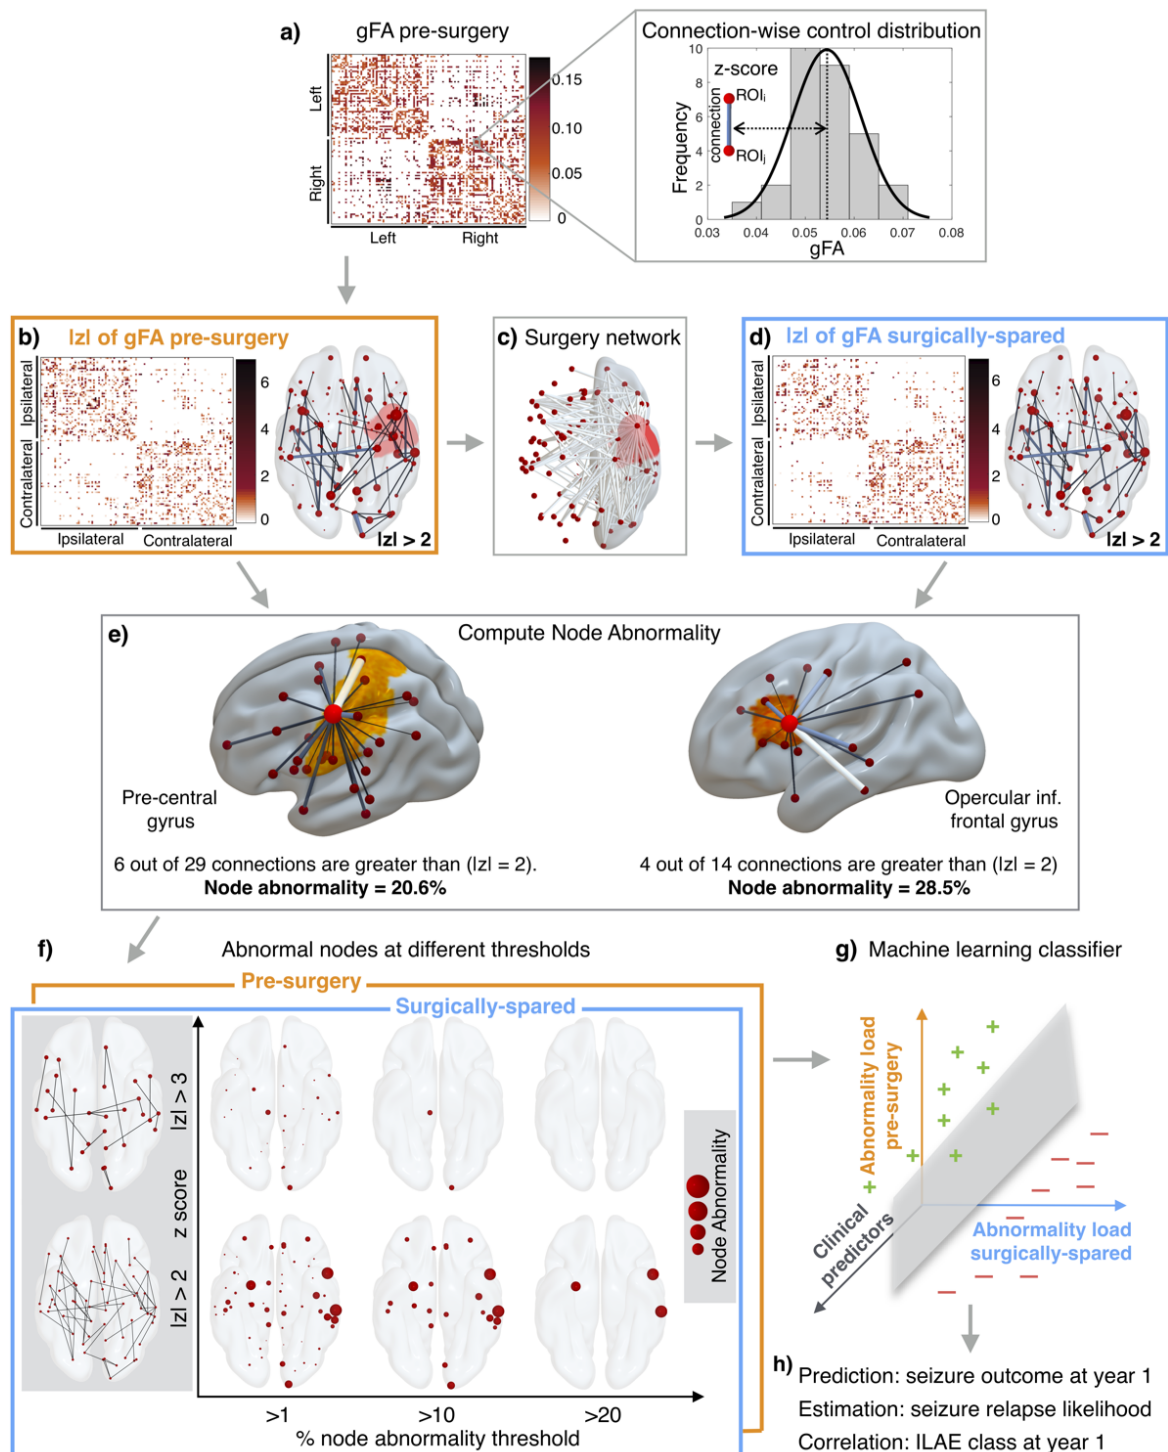 a) gFA pre-surgery
Left
Right
Left Right
0.15
0.10
0.05
0
Connection-wise control distribution
z-score
connection
ROIi
ROIj
Frequency
10
8
6
4
2
0
0.03 0.04 0.05 0.06 0.07 0.08
gFA
b) |z| of gFA pre-surgery
Ipsilateral
Contralateral
Ipsilateral Contralateral
6
4
2
0
|z| > 2
c) Surgery network
d) |z| of gFA surgically-spared
Ipsilateral
Contralateral
Ipsilateral Contralateral
6
4
2
0
|z| > 2
e) Compute Node Abnormality
Pre-central
gyrus
6 out of 29 connections are greater than (|z| = 2).
Node abnormality = 20.6%
Opercular inf.
frontal gyrus
4 out of 14 connections are greater than (|z| = 2)
Node abnormality = 28.5%
f) Abnormal nodes at different thresholds
Pre-surgery
Surgically-spared
|z| > 3
z score
|z| > 2
>1 >10 >20
% node abnormality threshold
Node Abnormality
g) Machine learning classifier
Abnormality load
pre-surgery
Clinical
predictors
Abnormality load
surgically-spared
h) Prediction: seizure outcome at year 1
Estimation: seizure relapse likelihood
Correlation: ILAE class at year 1